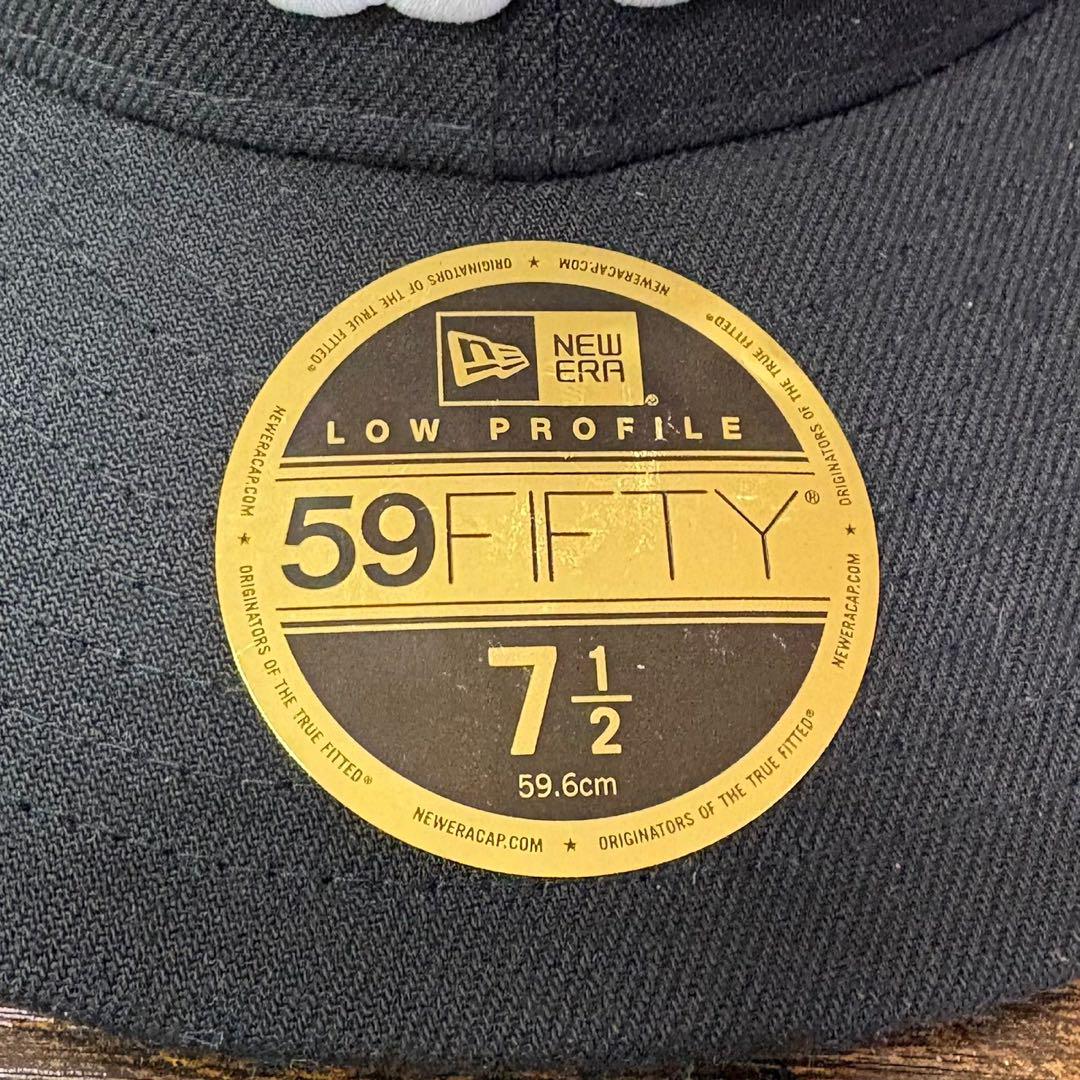 NEW
ERA
®
LOW PROFILE
59FIFTY®
7 1/2
59.6cm
NEWERACAP.COM ★ ORIGINATORS OF THE TRUE FITTED®
NEWERACAP.COM ★ ORIGINATORS OF THE TRUE FITTED®
NEWERACAP.COM ★ ORIGINATORS OF THE TRUE FITTED®
NEWERACAP.COM ★ ORIGINATORS OF THE TRUE FITTED®